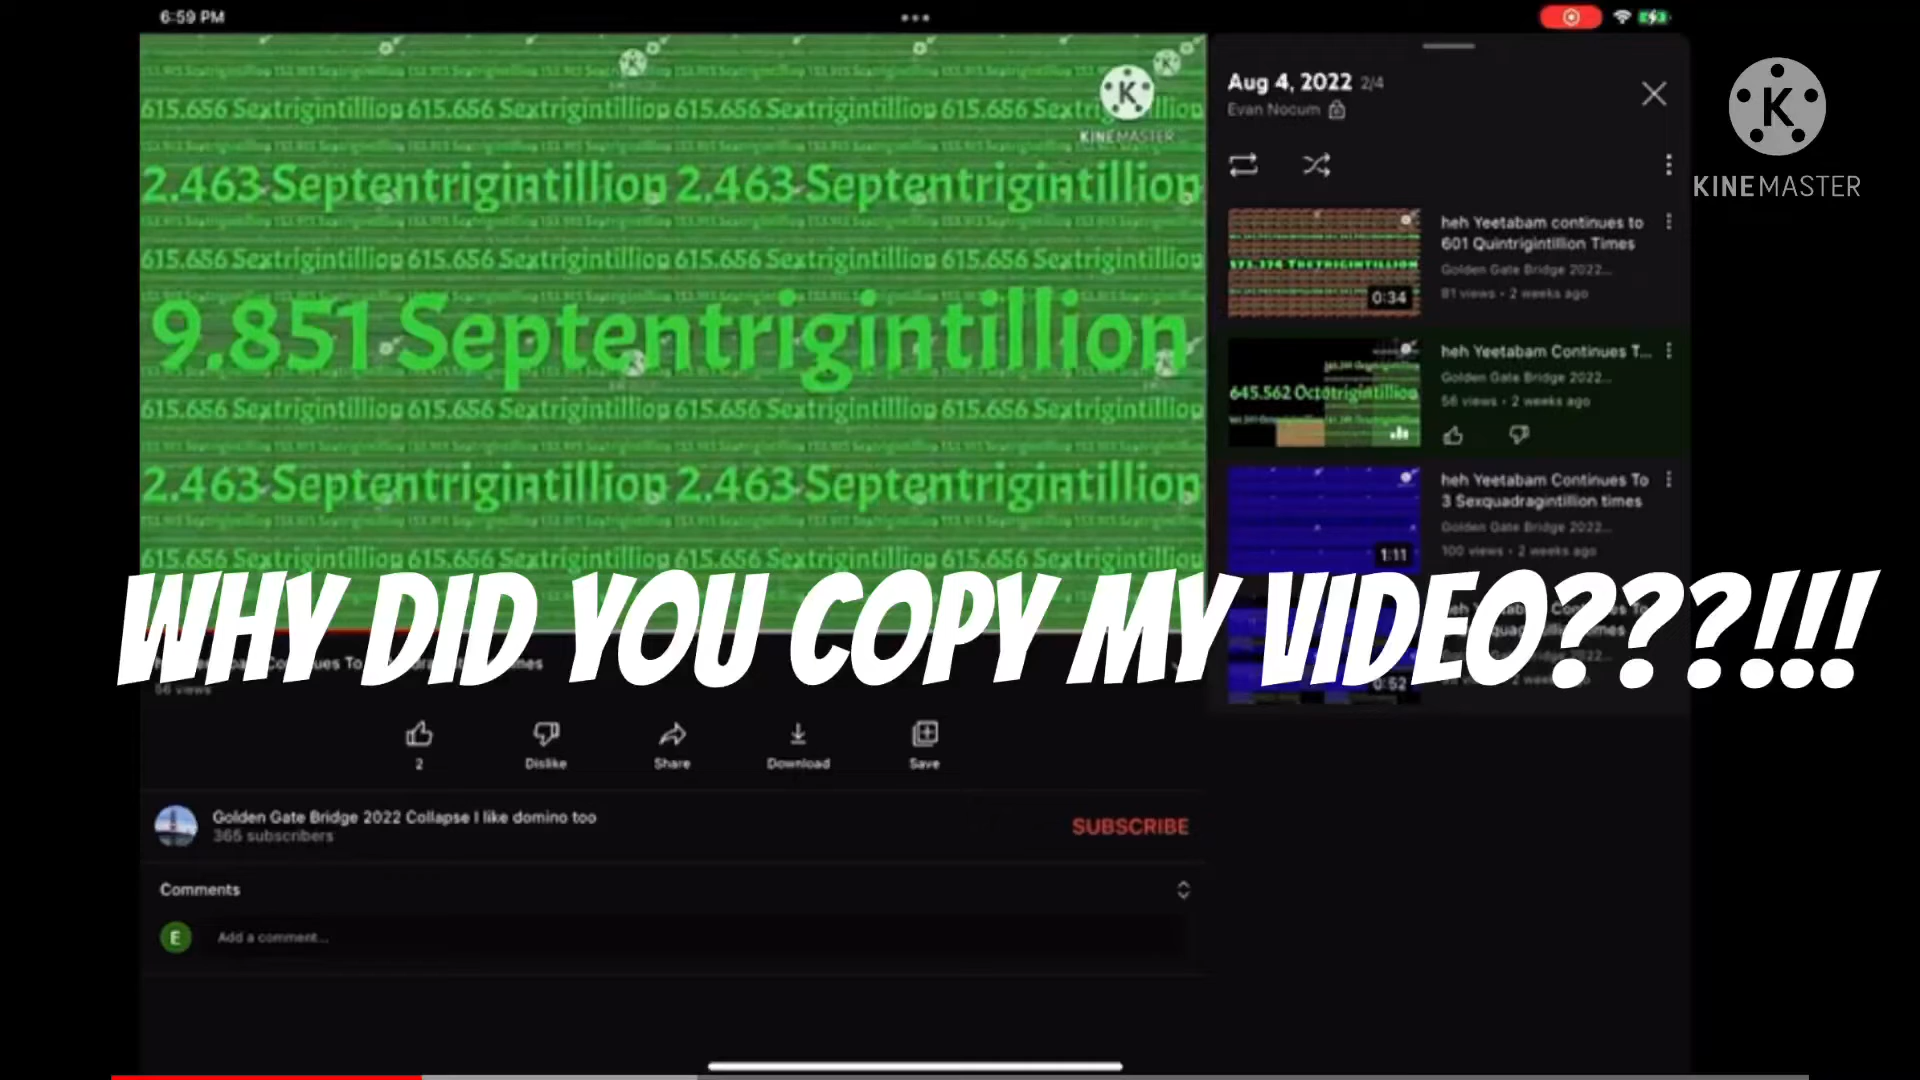 6:59 PM
KINEMASTER
615.656 Sextrigintillion 615.656 Sextrigintillion 615.656 Sextrigintillion 615.656 Sextrigintillion
2.463 Septentrigintillion 2.463 Septentrigintillion
615.656 Sextrigintillion 615.656 Sextrigintillion 615.656 Sextrigintillion 615.656 Sextrigintillion
9.851 Septentrigintillion
615.656 Sextrigintillion 615.656 Sextrigintillion 615.656 Sextrigintillion 615.656 Sextrigintillion
2.463 Septentrigintillion 2.463 Septentrigintillion
615.656 Sextrigintillion 615.656 Sextrigintillion 615.656 Sextrigintillion 615.656 Sextrigintillion
Aug 4, 2022 2/4
Evan Nocum
KINEMASTER
heh Yeetabam continues to
601 Quintrigintillion Times
Golden Gate Bridge 2022...
81 views • 2 weeks ago
0:34
645.562 Octotrigintillion
heh Yeetabam Continues T...
Golden Gate Bridge 2022...
56 views • 2 weeks ago
heh Yeetabam Continues To
3 Sexquadragintillion times
Golden Gate Bridge 2022...
100 views • 2 weeks ago
1:11
WHY DID YOU COPY MY VIDEO???!!!
0:52
56 views
2
Dislike
Share
Download
Save
Golden Gate Bridge 2022 Collapse I like domino too
365 subscribers
SUBSCRIBE
Comments
E
Add a comment...